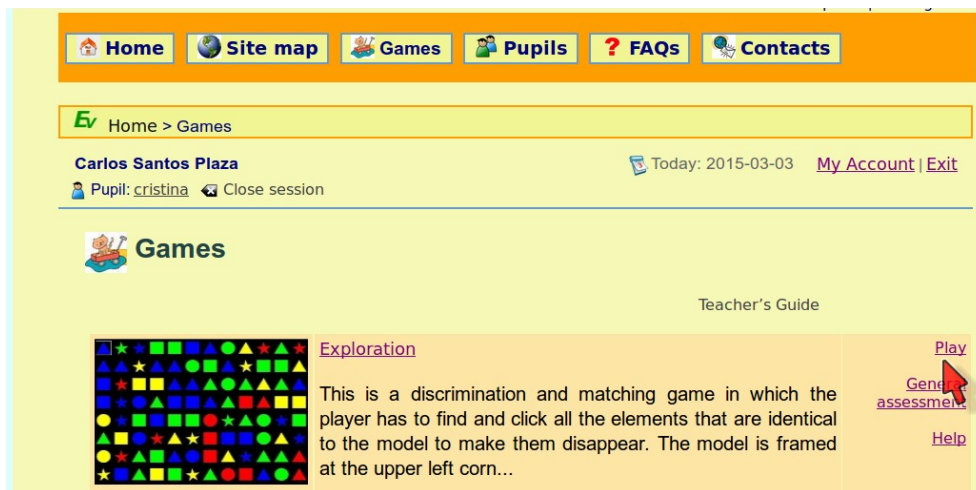 Home Site map Games Pupils ? FAQs Contacts
Ev Home > Games
Carlos Santos Plaza Today: 2015-03-03 My Account | Exit
Pupil: cristina Close session
Games
Teacher's Guide
Exploration Play
This is a discrimination and matching game in which the
General
player has to find and click all the elements that are identical
assessment
to the model to make them disappear. The model is framed
Help
at the upper left corn...